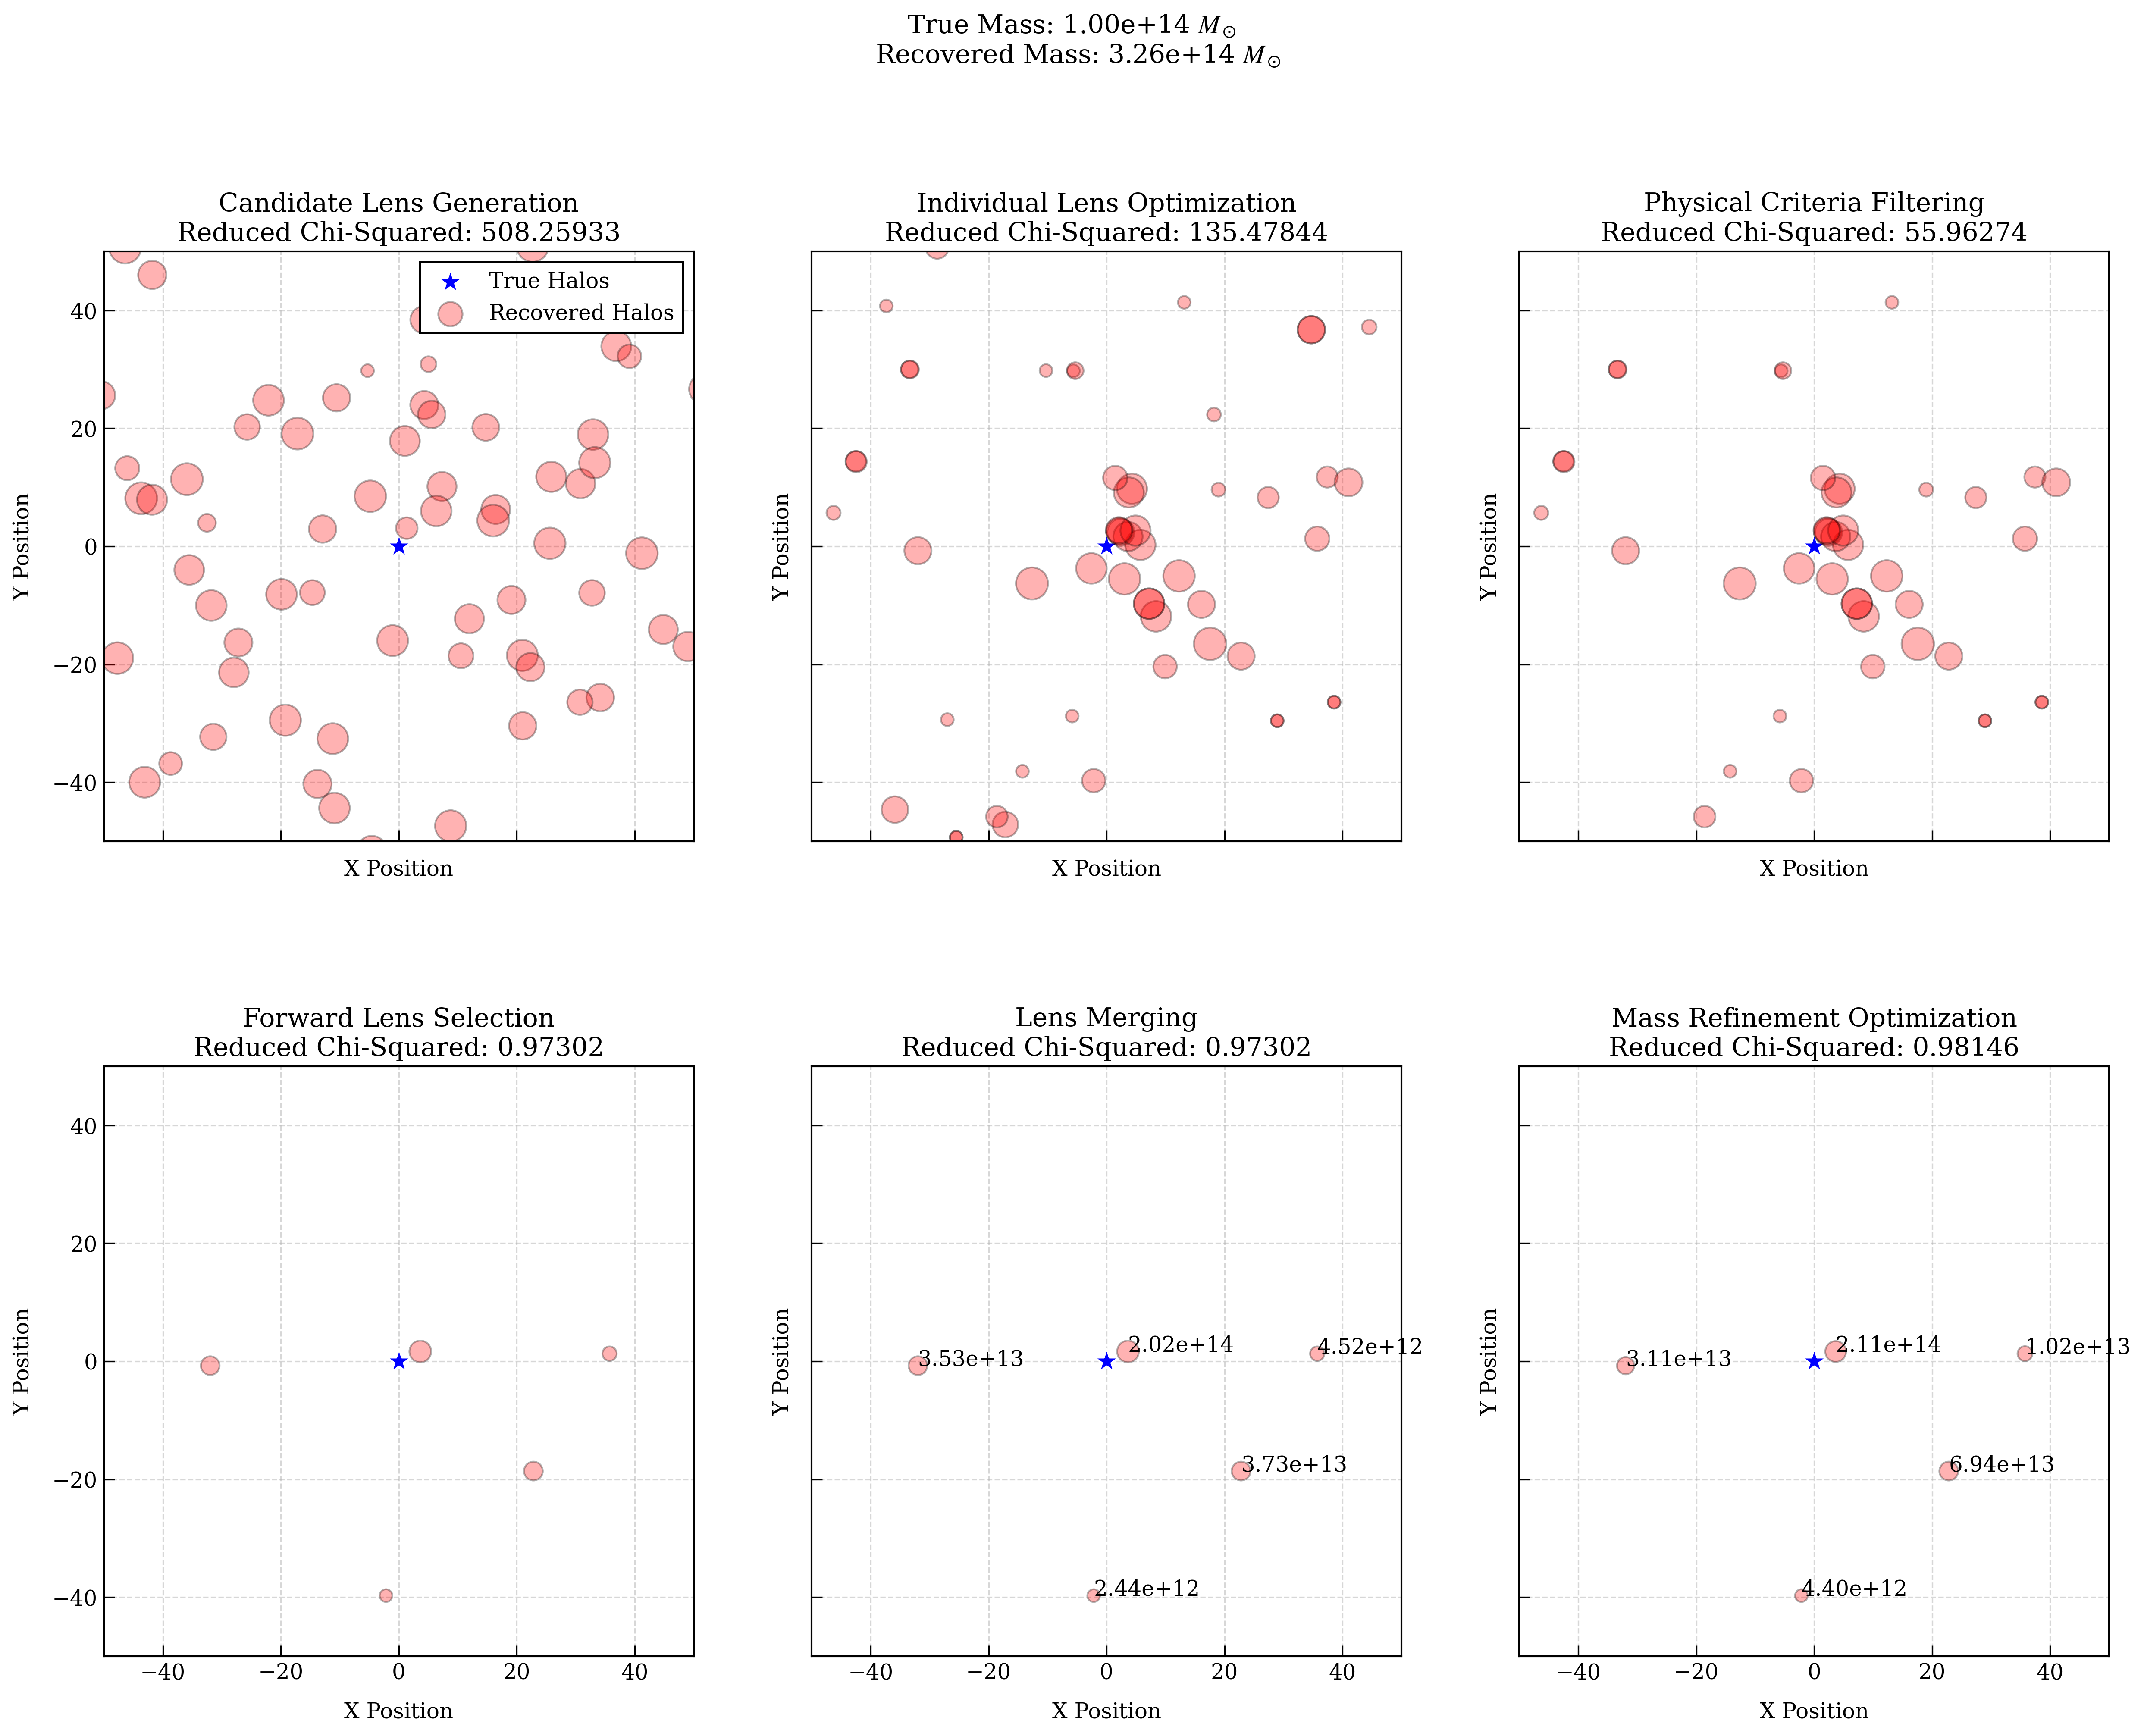 True Mass: 1.00e+14 M⊙
Recovered Mass: 3.26e+14 M⊙
Candidate Lens Generation
Reduced Chi-Squared: 508.25933
Individual Lens Optimization
Reduced Chi-Squared: 135.47844
Physical Criteria Filtering
Reduced Chi-Squared: 55.96274
True Halos
Recovered Halos
40
20
0
−20
−40
Y Position
Y Position
Y Position
X Position
X Position
X Position
Forward Lens Selection
Reduced Chi-Squared: 0.97302
Lens Merging
Reduced Chi-Squared: 0.97302
Mass Refinement Optimization
Reduced Chi-Squared: 0.98146
40
20
0
−20
−40
Y Position
Y Position
3.53e+13
2.02e+14
4.52e+12
3.73e+13
2.44e+12
Y Position
3.11e+13
2.11e+14
1.02e+13
6.94e+13
4.40e+12
−40 −20 0 20 40
−40 −20 0 20 40
−40 −20 0 20 40
X Position
X Position
X Position